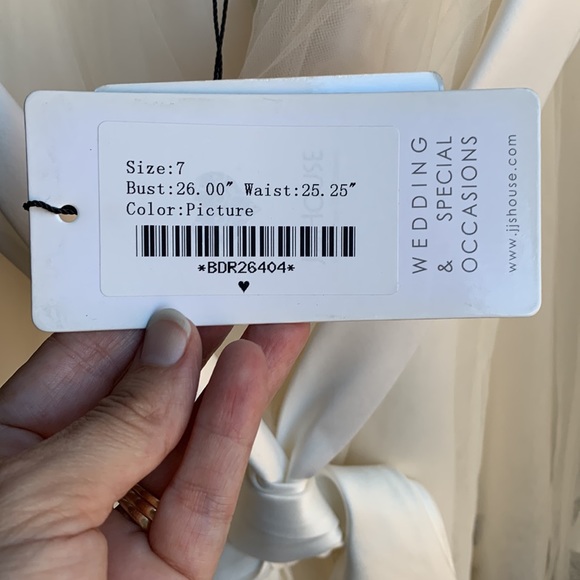 Size:7
Bust:26.00" Waist:25.25"
Color:Picture
*BDR26404*
♥
WEDDING
& SPECIAL
OCCASIONS
www.jjshouse.com